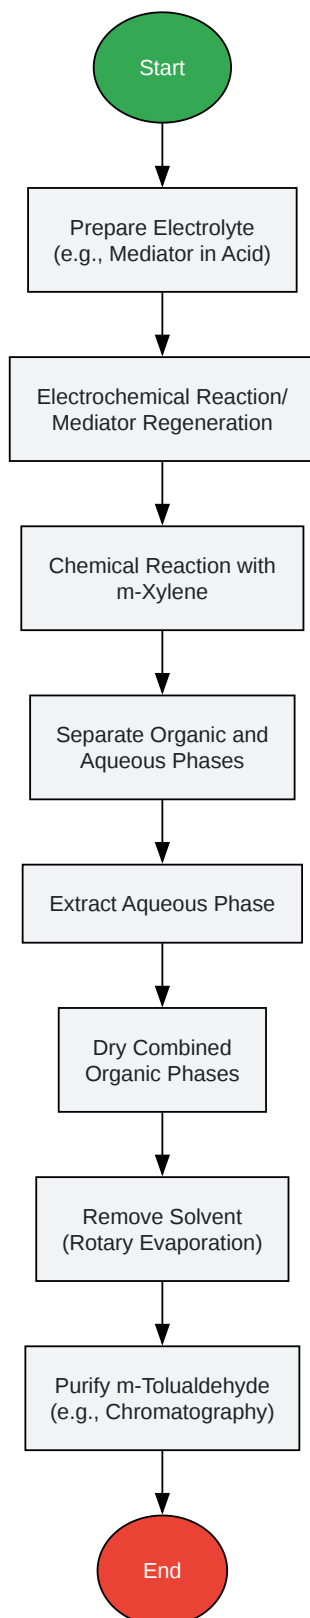 Start
Prepare Electrolyte
(e.g., Mediator in Acid)
Electrochemical Reaction/
Mediator Regeneration
Chemical Reaction with
m-Xylene
Separate Organic and
Aqueous Phases
Extract Aqueous Phase
Dry Combined
Organic Phases
Remove Solvent
(Rotary Evaporation)
Purify m-Tolualdehyde
(e.g., Chromatography)
End